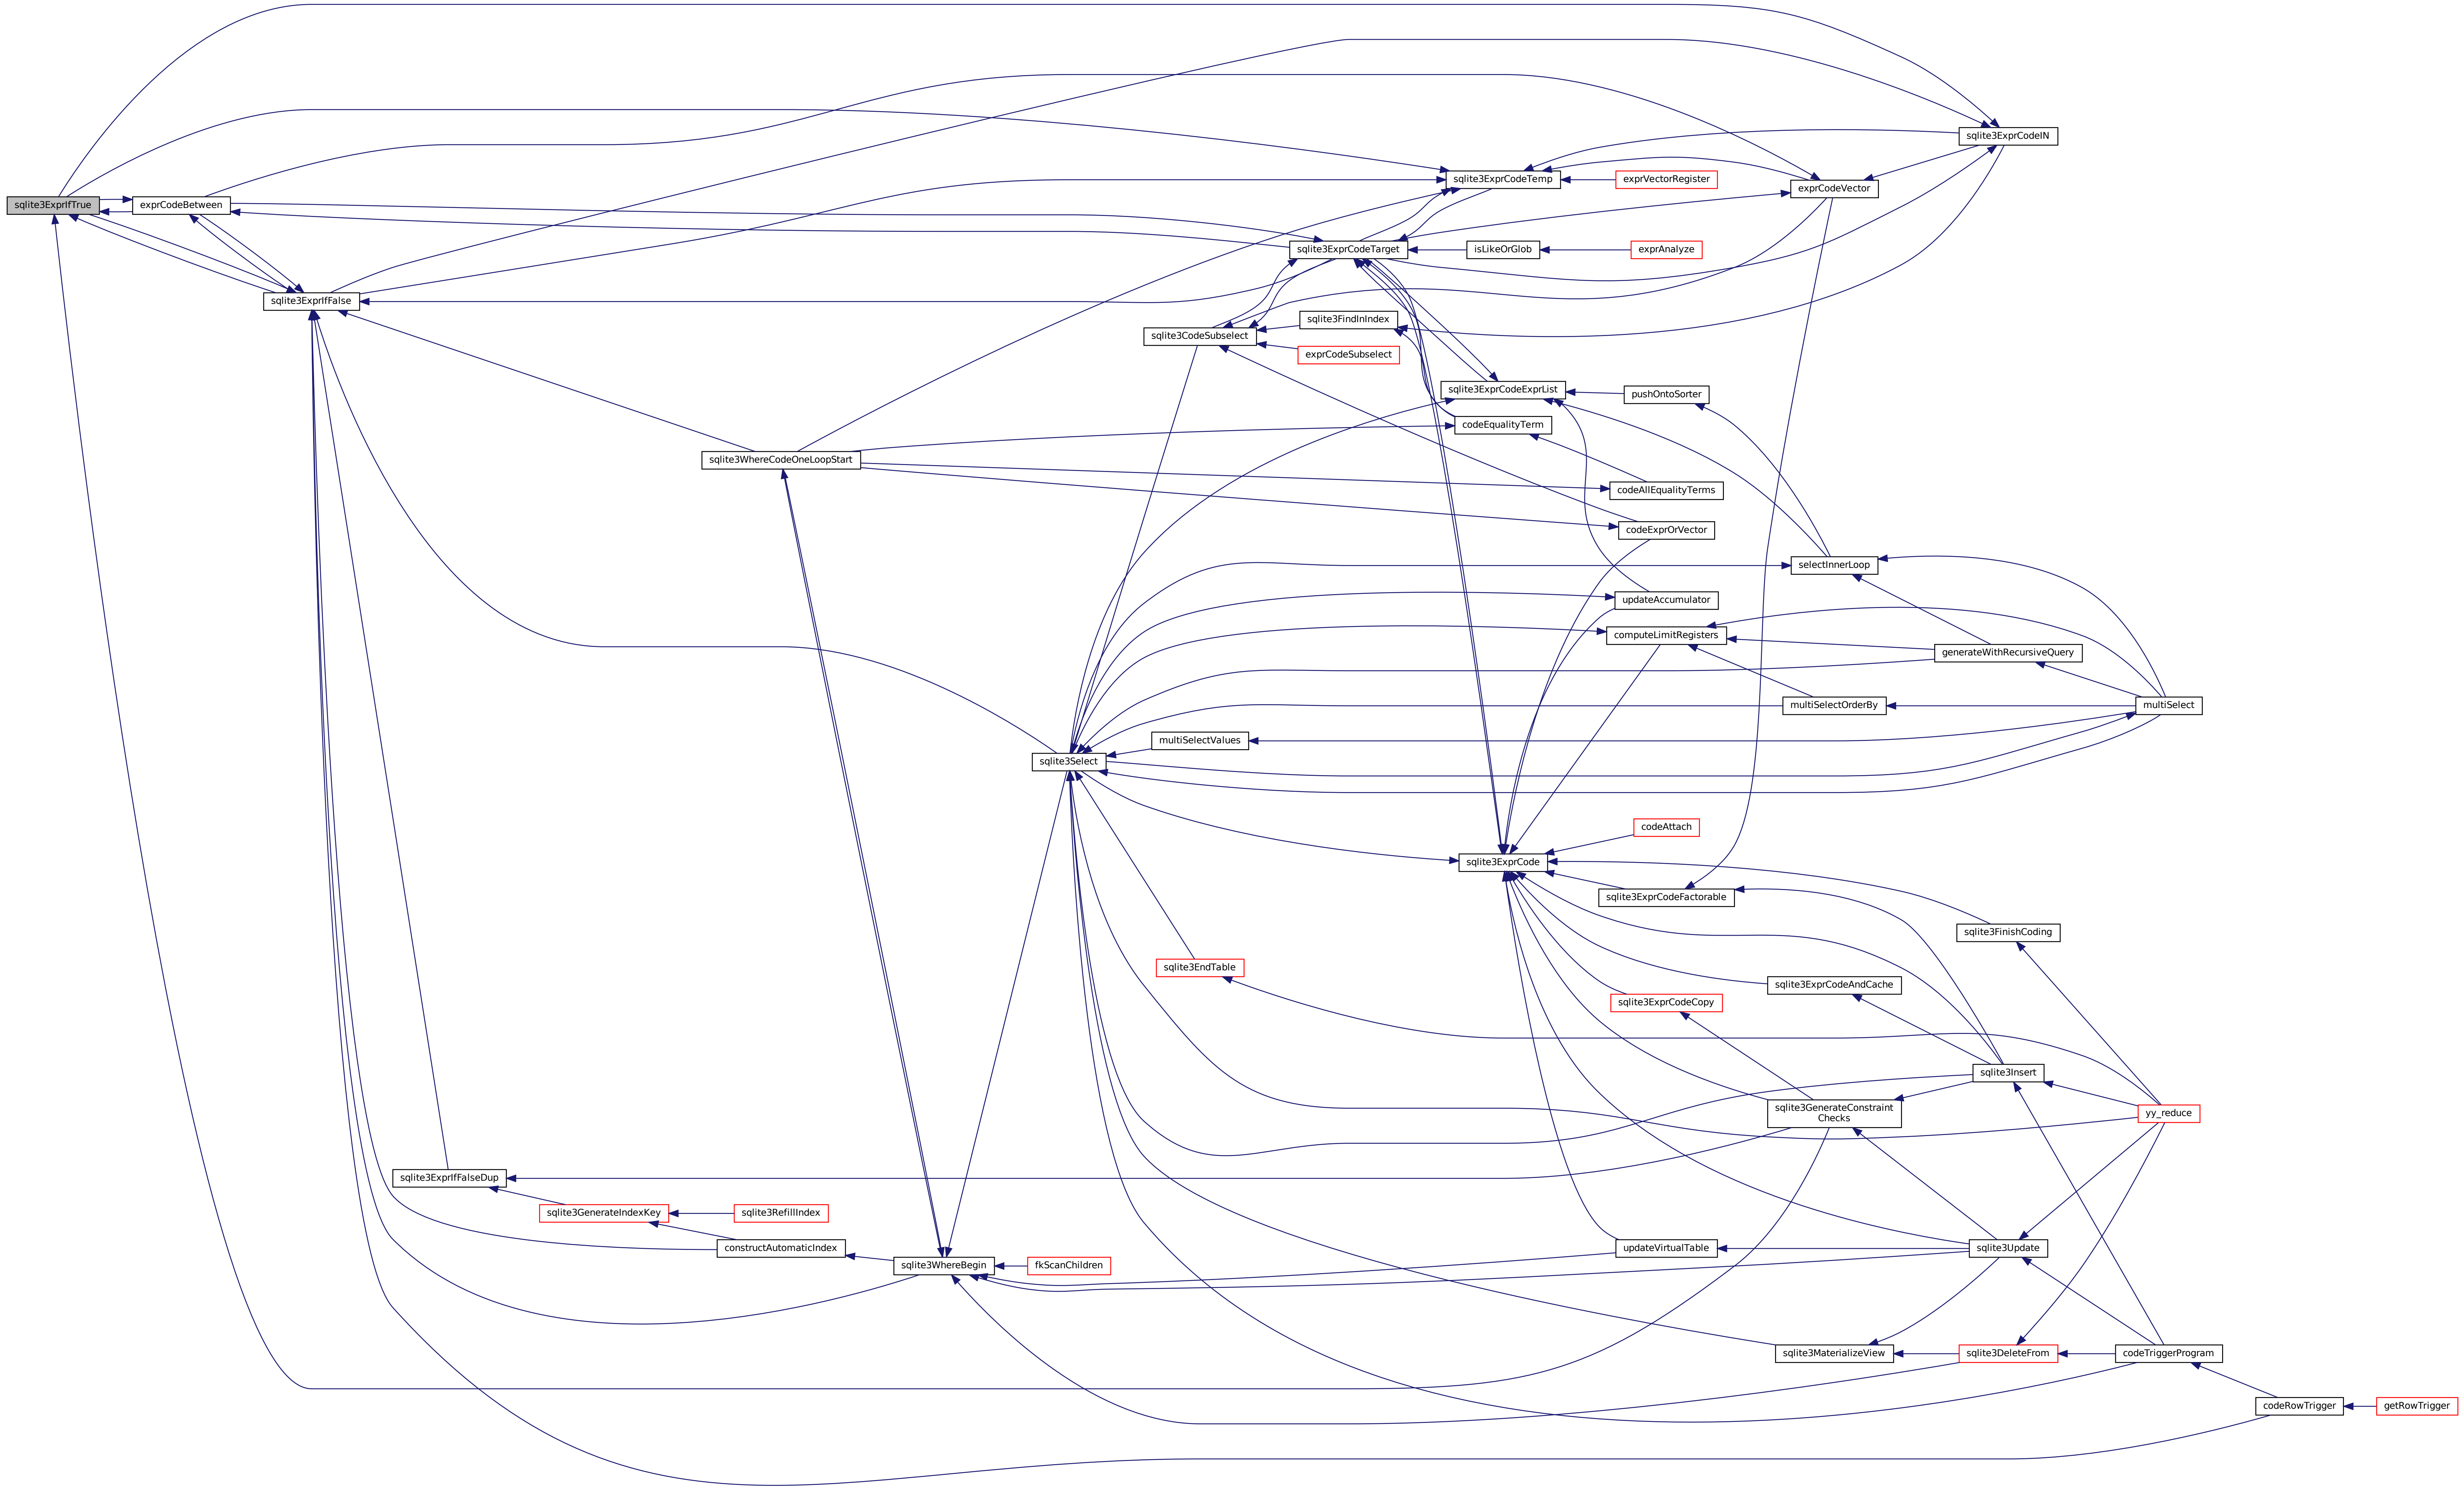 sqlite3ExprCodeIN
sqlite3ExprCodeTemp
exprVectorRegister
exprCodeVector
sqlite3ExprIfTrue
exprCodeBetween
sqlite3ExprCodeTarget
isLikeOrGlob
exprAnalyze
sqlite3ExprIfFalse
sqlite3FindInIndex
sqlite3CodeSubselect
exprCodeSubselect
sqlite3ExprCodeExprList
pushOntoSorter
codeEqualityTerm
sqlite3WhereCodeOneLoopStart
codeAllEqualityTerms
codeExprOrVector
selectInnerLoop
updateAccumulator
computeLimitRegisters
generateWithRecursiveQuery
multiSelectOrderBy
multiSelect
multiSelectValues
sqlite3Select
codeAttach
sqlite3ExprCode
sqlite3ExprCodeFactorable
sqlite3FinishCoding
sqlite3EndTable
sqlite3ExprCodeAndCache
sqlite3ExprCodeCopy
sqlite3Insert
sqlite3GenerateConstraint
Checks
yy_reduce
sqlite3ExprIfFalseDup
sqlite3GenerateIndexKey
sqlite3RefillIndex
constructAutomaticIndex
updateVirtualTable
sqlite3Update
sqlite3WhereBegin
fkScanChildren
sqlite3MaterializeView
sqlite3DeleteFrom
codeTriggerProgram
codeRowTrigger
getRowTrigger